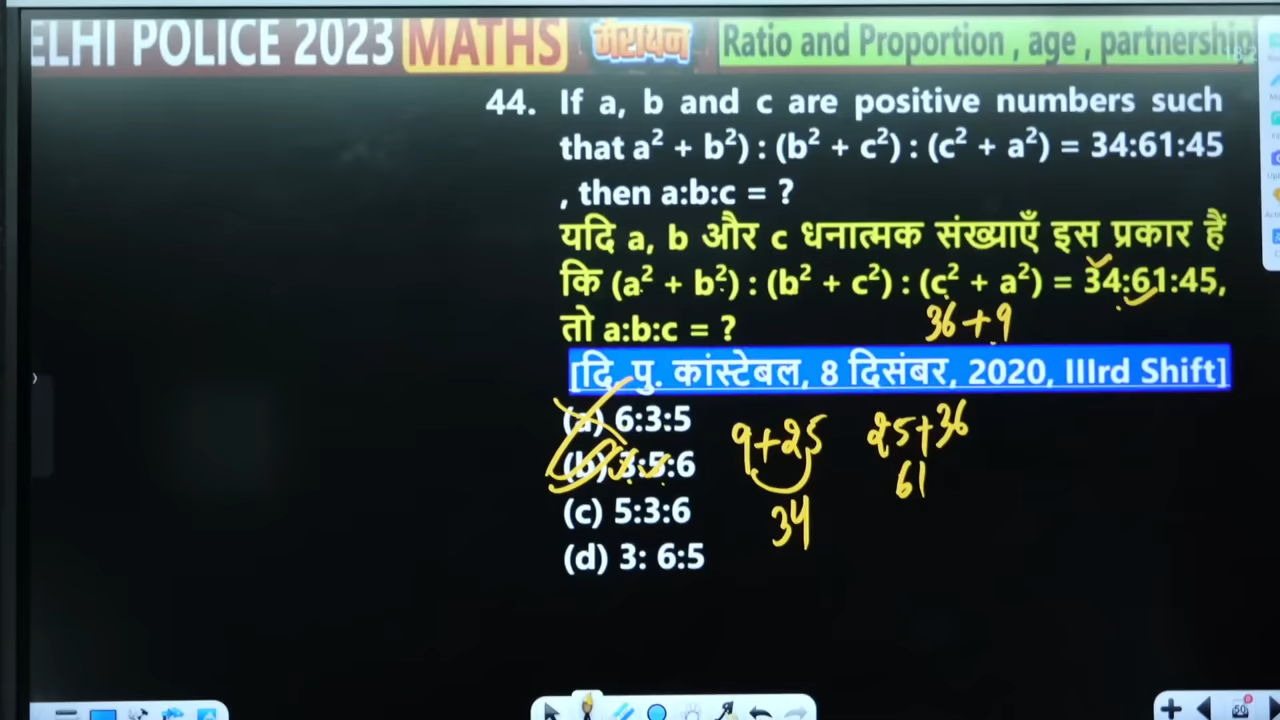 ELHI POLICE 2023 MATHS मैराथन Ratio and Proportion , age , partnership
44. If a, b and c are positive numbers such
that a² + b²) : (b² + c²) : (c² + a²) = 34:61:45
, then a:b:c = ?
यदि a, b और c धनात्मक संख्याएँ इस प्रकार हैं
कि (a² + b²) : (b² + c²) : (c² + a²) = 34:61:45,
तो a:b:c = ?
36+9
[दि. पु. कांस्टेबल, 8 दिसंबर, 2020, IIIrd Shift]
(a) 6:3:5
9+25
25+36
(b) 3:5:6
61
(c) 5:3:6
34
(d) 3: 6:5